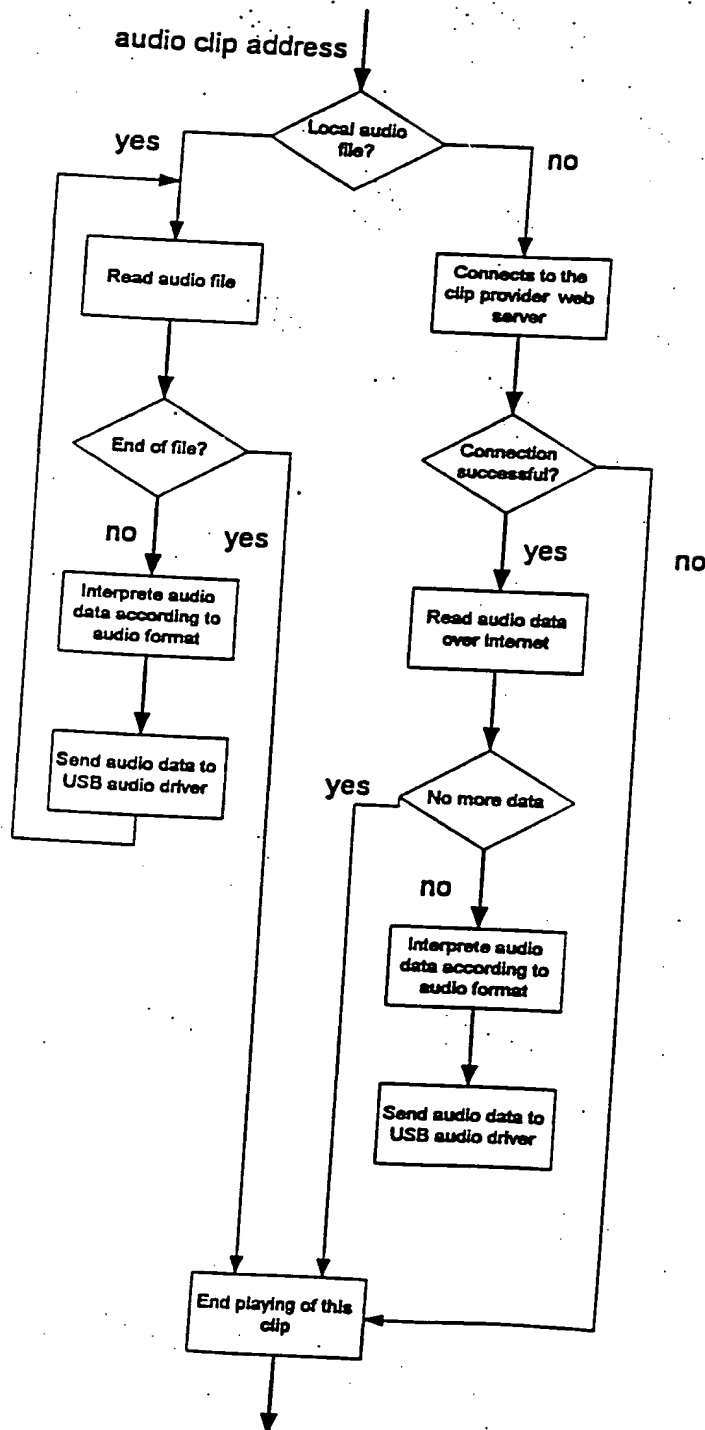 audio clip address
Local audio
file?
yes
no
Read audio file
Connects to the
clip provider web
server
End of file?
Connection
successful?
no
yes
yes
no
Interprete audio
data according to
audio format
Read audio data
over Internet
Send audio data to
USB audio driver
yes
No more data
no
Interprete audio
data according to
audio format
Send audio data to
USB audio driver
End playing of this
clip